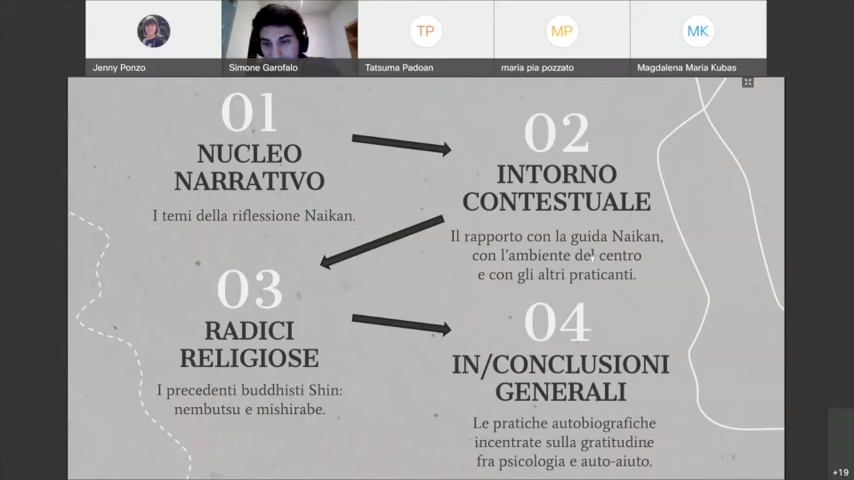 TP
MP
MK
Jenny Ponzo
Simone Garofalo
Tatsuma Padoan
maria pia pozzato
Magdalena Maria Kubas
01
NUCLEO
NARRATIVO
I temi della riflessione Naikan.
02
INTORNO
CONTESTUALE
Il rapporto con la guida Naikan,
con l'ambiente del centro
e con gli altri praticanti.
03
RADICI
RELIGIOSE
I precedenti buddhisti Shin:
nembutsu e mishirabe.
04
IN/CONCLUSIONI
GENERALI
Le pratiche autobiografiche
incentrate sulla gratitudine
fra psicologia e auto-aiuto.
+19